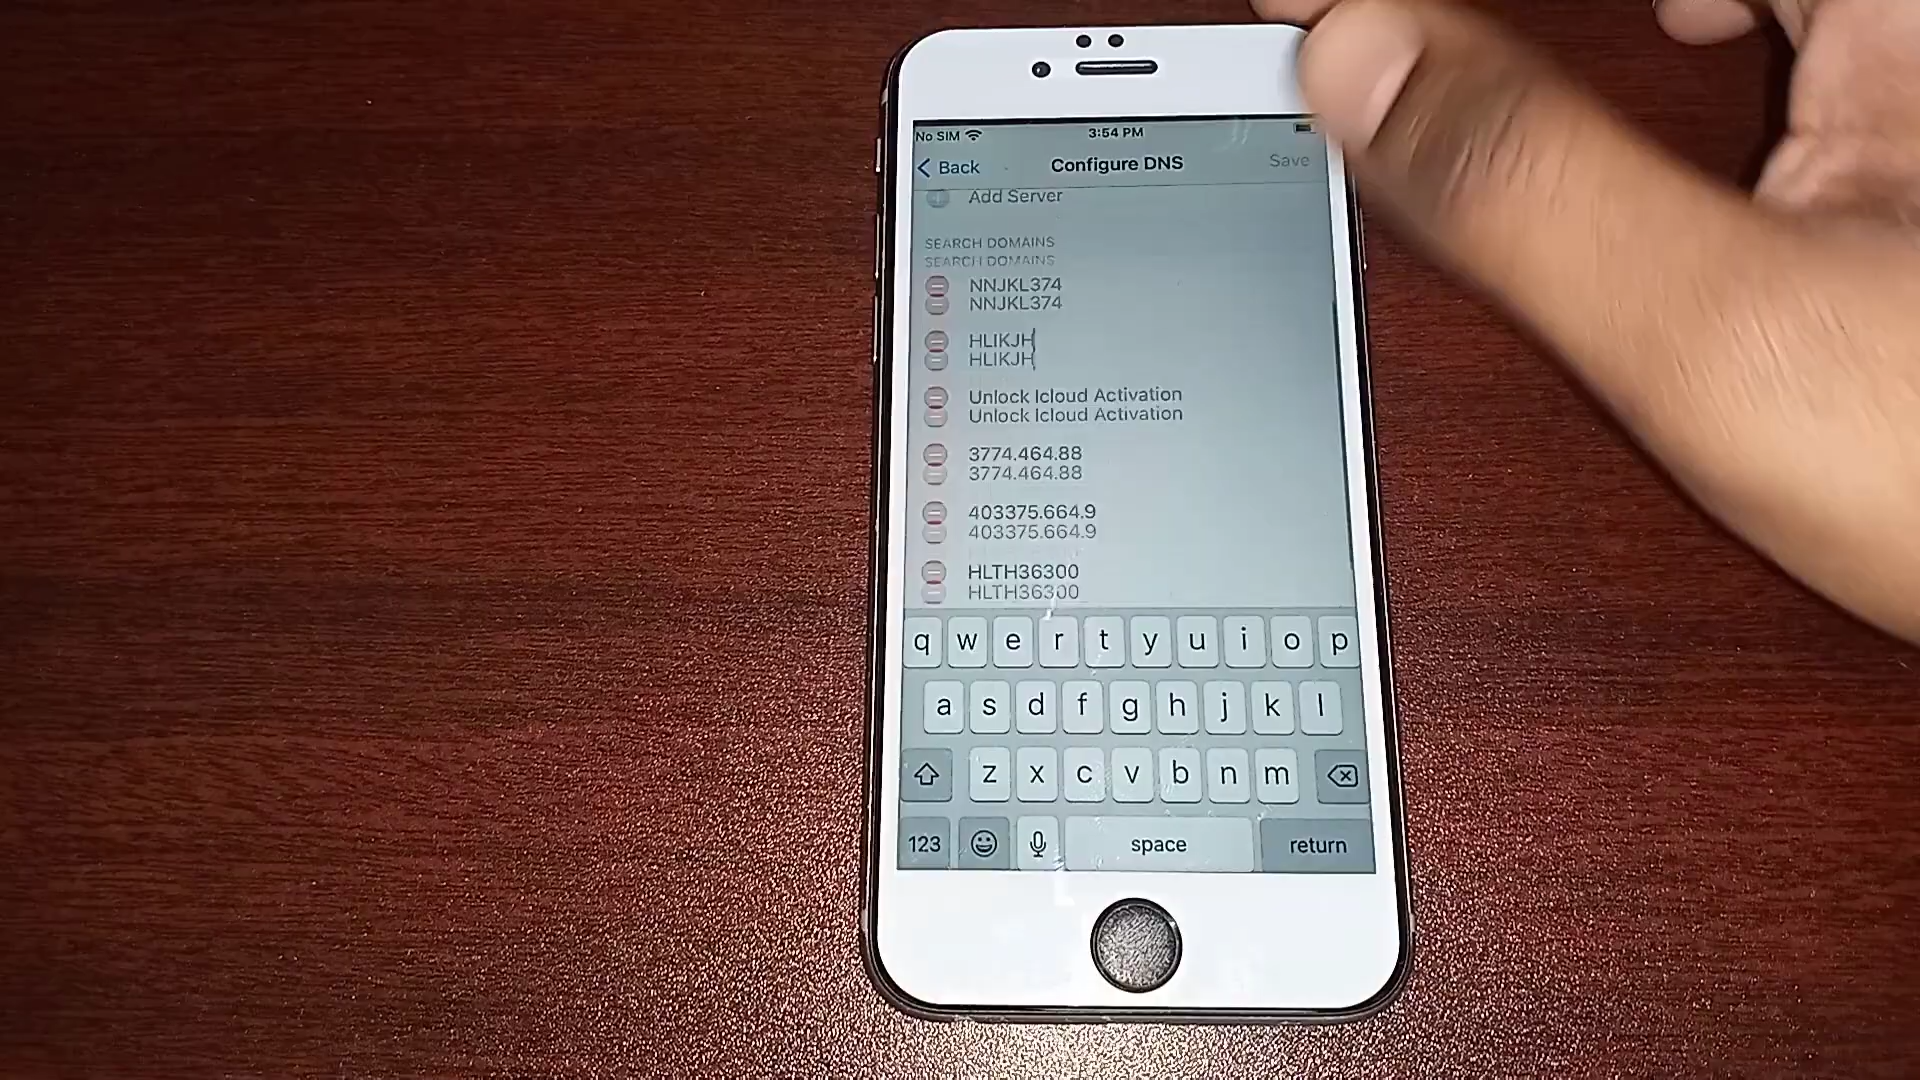 No SIM 3:54 PM
Back Configure DNS Save
Add Server
SEARCH DOMAINS
SEARCH DOMAINS
NNJKL374
NNJKL374
HLIKJH
HLIKJH
Unlock Icloud Activation
Unlock Icloud Activation
3774.464.88
3774.464.88
403375.664.9
403375.664.9
HLTH36300
HLTH36300
q w e r t y u i o p
a s d f g h j k l
z x c v b n m
123 space return